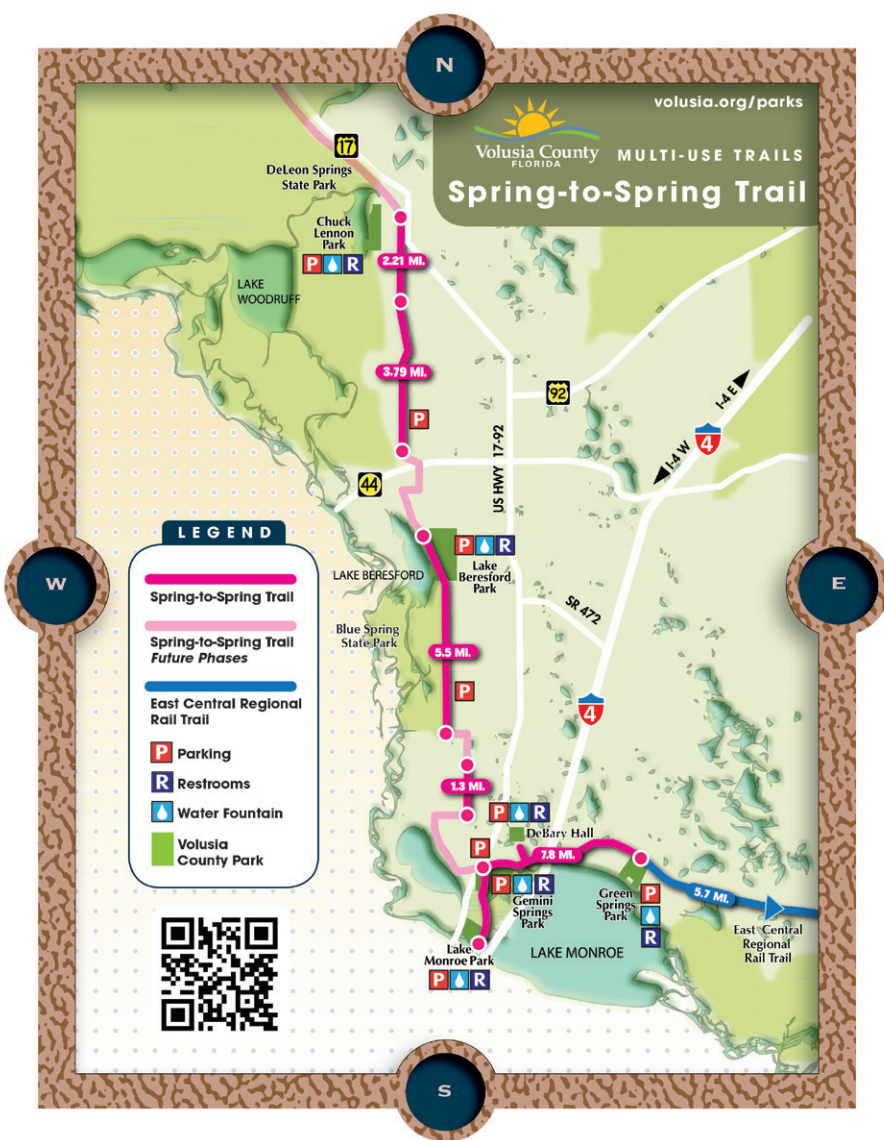 N
volusia.org/parks
Volusia County
FLORIDA
MULTI-USE TRAILS
Spring-to-Spring Trail
17
DeLeon Springs
State Park
Chuck
Lennon
Park
P R
2.21 MI.
LAKE
WOODRUFF
3.79 MI.
92
I-4 E
4
I-4 W
P
US HWY 17-92
44
LEGEND
Spring-to-Spring Trail
Spring-to-Spring Trail
Future Phases
East Central Regional
Rail Trail
P Parking
R Restrooms
Water Fountain
Volusia
County Park
W
E
P R
Lake
Beresford
Park
LAKE BERESFORD
SR 472
Blue Spring
State Park
5.5 MI.
P
4
1.3 MI.
P R
DeBary Hall
P
7.8 MI.
P R
Gemini
Springs
Park
Green
Springs
Park
P
R
5.7 MI.
East Central
Regional
Rail Trail
Lake
Monroe Park
P R
LAKE MONROE
S